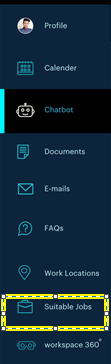 Profile
Calender
Chatbot
Documents
E-mails
FAQs
Work Locations
Suitable Jobs
workspace 360°